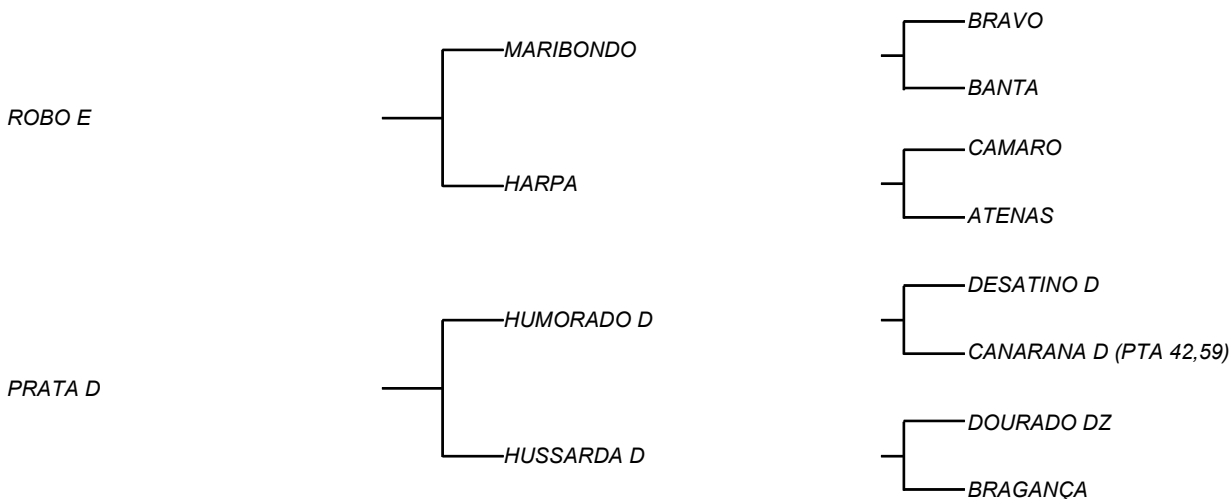 BRAVO
MARIBONDO
BANTA
ROBO E
CAMARO
HARPA
ATENAS
DESATINO D
HUMORADO D
CANARANA D (PTA 42,59)
PRATA D
DOURADO DZ
HUSSARDA D
BRAGANÇA